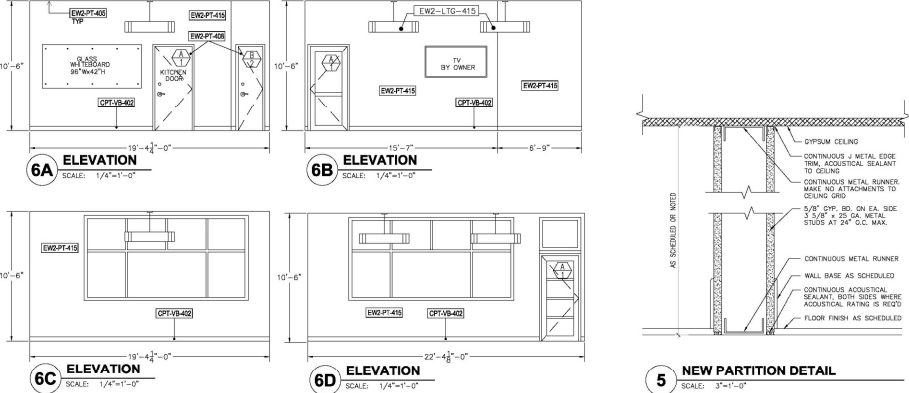 EW2-PT-405
TYP
EW2-PT-415
EW2-PT-408
GLASS
WHITEBOARD
96"Wx42"H
KITCHEN
DOOR
A
1
B
2
10'-6"
CPT-VB-402
19'-4 1/4"-0"
6A ELEVATION
SCALE: 1/4"=1'-0"
EW2-LTG-415
A
1
TV
BY OWNER
10'-6"
EW2-PT-415
EW2-PT-415
CPT-VB-402
15'-7"
6'-9"
6B ELEVATION
SCALE: 1/4"=1'-0"
EW2-PT-415
10'-6"
CPT-VB-402
19'-4 1/4"-0"
6C ELEVATION
SCALE: 1/4"=1'-0"
A
1
10'-6"
EW2-PT-415
CPT-VB-402
22'-4 1/8"-0"
6D ELEVATION
SCALE: 1/4"=1'-0"
GYPSUM CEILING
CONTINUOUS J METAL EDGE
TRIM, ACOUSTICAL SEALANT
TO CEILING
CONTINUOUS METAL RUNNER.
MAKE NO ATTACHMENTS TO
CEILING GRID
5/8" GYP. BD. ON EA. SIDE
3 5/8" x 25 GA. METAL
STUDS AT 24" O.C. MAX.
AS SCHEDULED OR NOTED
CONTINUOUS METAL RUNNER
WALL BASE AS SCHEDULED
CONTINUOUS ACOUSTICAL
SEALANT, BOTH SIDES WHERE
ACOUSTICAL RATING IS REQ'D
FLOOR FINISH AS SCHEDULED
5 NEW PARTITION DETAIL
SCALE: 3"=1'-0"